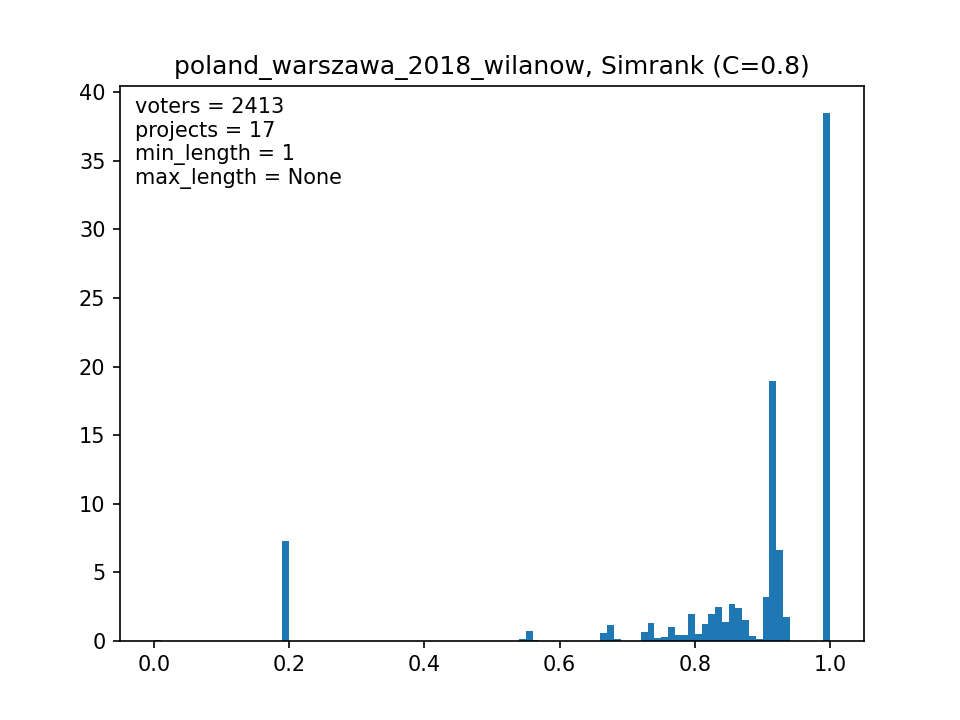 poland_warszawa_2018_wilanow, Simrank (C=0.8)
voters = 2413
projects = 17
min_length = 1
max_length = None
40
35
30
25
20
15
10
5
0
0.0 0.2 0.4 0.6 0.8 1.0